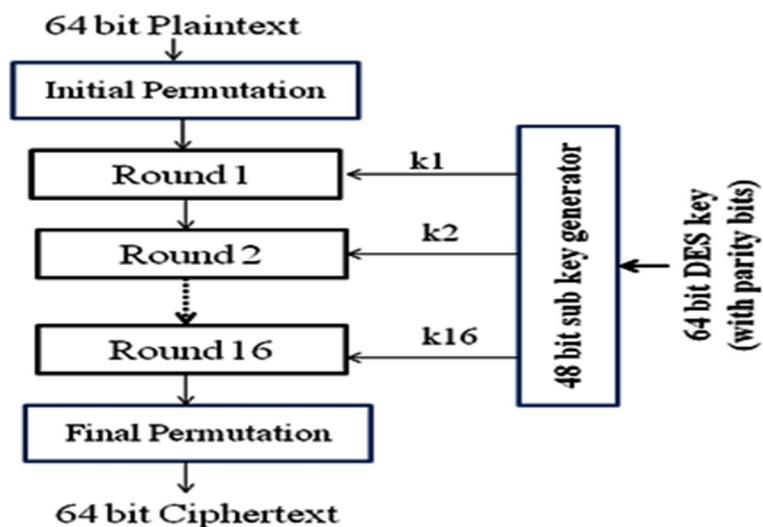 64 bit Plaintext
Initial Permutation
Round 1
k1
Round 2
k2
Round 16
k16
Final Permutation
64 bit Ciphertext
48 bit sub key generator
64 bit DES key
(with parity bits)